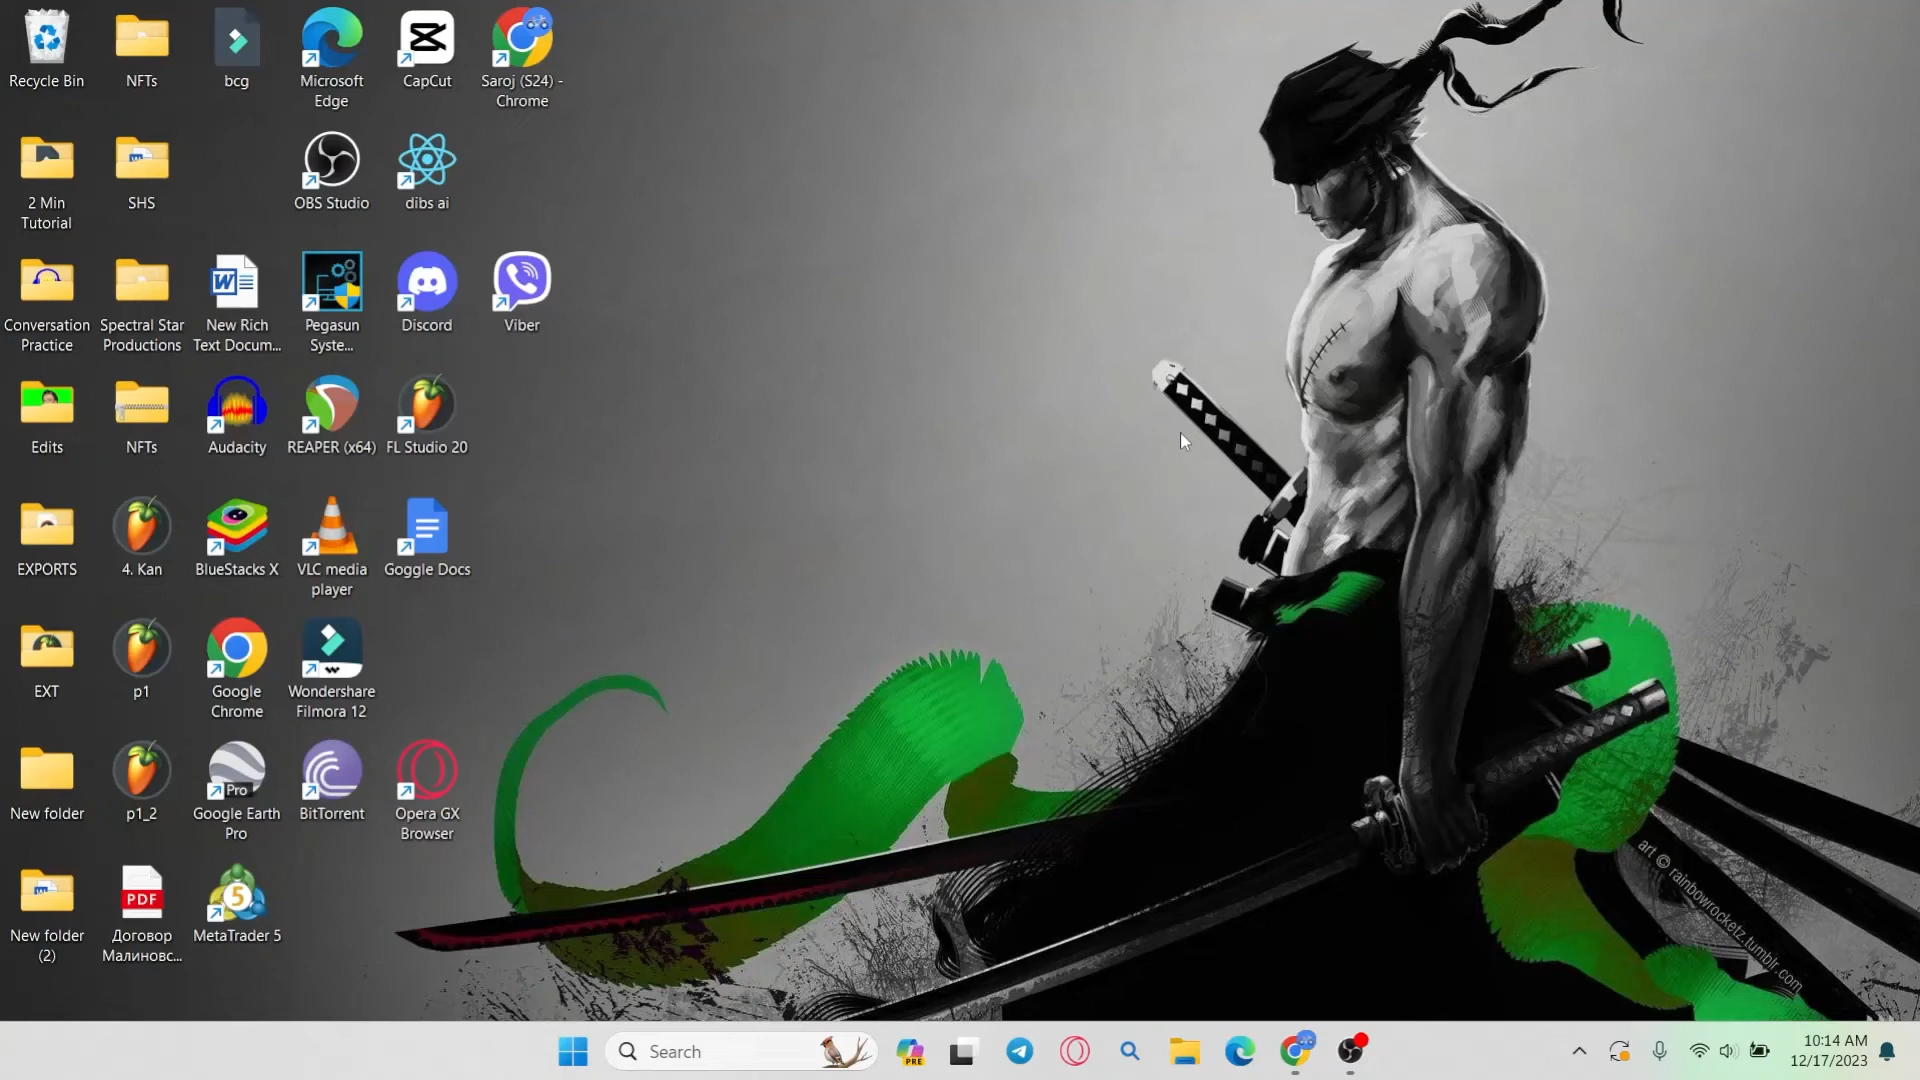 Recycle Bin
NFTs
bcg
Microsoft
Edge
CapCut
Saroj (S24) -
Chrome
2 Min
Tutorial
SHS
OBS Studio
dibs ai
Conversation
Practice
Spectral Star
Productions
New Rich
Text Docum...
Pegasun
Syste...
Discord
Viber
Edits
NFTs
Audacity
REAPER (x64)
FL Studio 20
EXPORTS
4. Kan
BlueStacks X
VLC media
player
Goggle Docs
EXT
p1
Google
Chrome
Wondershare
Filmora 12
New folder
p1_2
Pro
Google Earth
Pro
BitTorrent
Opera GX
Browser
New folder
(2)
PDF
Договор
Малиновс...
5
MetaTrader 5
art © rainbowrocketz.tumblr.com
Search
PRE
10:14 AM
12/17/2023